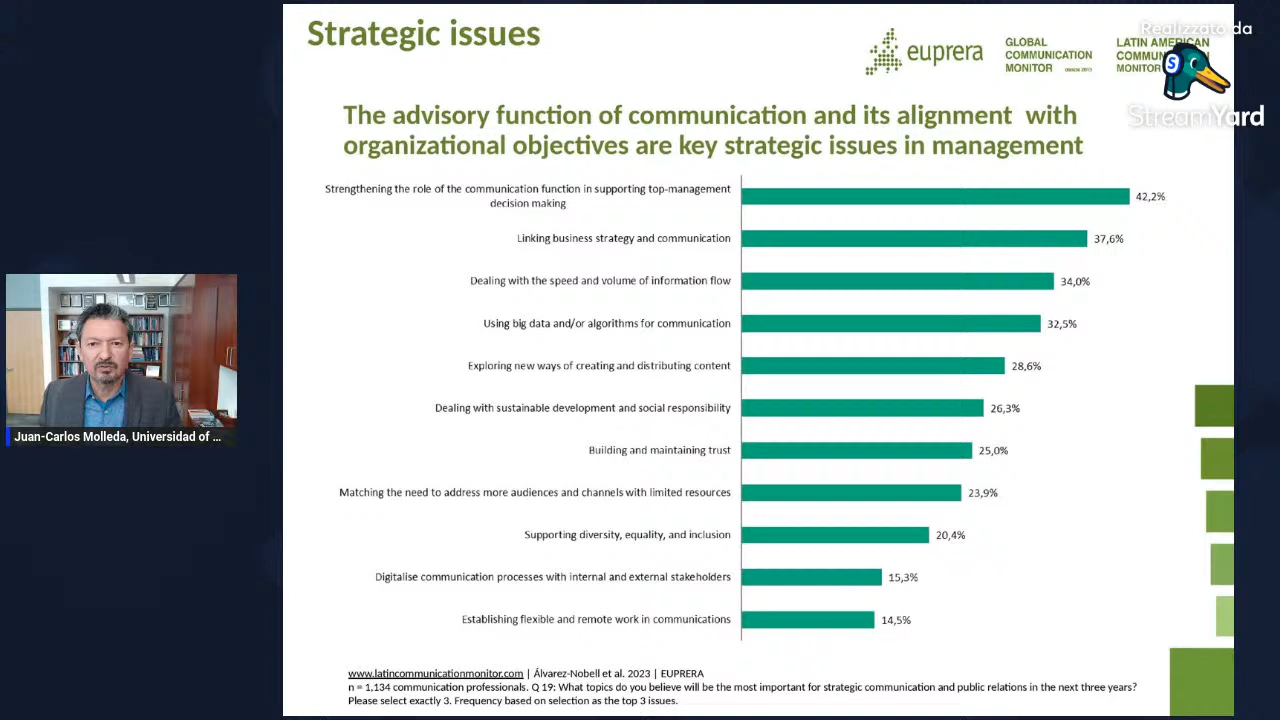 Strategic issues
euprera
GLOBAL
COMMUNICATION
MONITOR
LATIN AMERICAN
MONITOR
Realizzato da
S
StreamYard
The advisory function of communication and its alignment with
organizational objectives are key strategic issues in management
Strengthening the role of the communication function in supporting top-management
decision making
42,2%
Linking business strategy and communication 37,6%
Dealing with the speed and volume of information flow 34,0%
Using big data and/or algorithms for communication 32,5%
Exploring new ways of creating and distributing content 28,6%
Dealing with sustainable development and social responsibility 26,3%
Building and maintaining trust 25,0%
Matching the need to address more audiences and channels with limited resources 23,9%
Supporting diversity, equality, and inclusion 20,4%
Digitalise communication processes with internal and external stakeholders 15,3%
Establishing flexible and remote work in communications 14,5%
Juan-Carlos Molleda, Universidad of ...
www.latincommunicationmonitor.com | Álvarez-Nobell et al. 2023 | EUPRERA
n = 1,134 communication professionals. Q 19: What topics do you believe will be the most important for strategic communication and public relations in the next three years?
Please select exactly 3. Frequency based on selection as the top 3 issues.